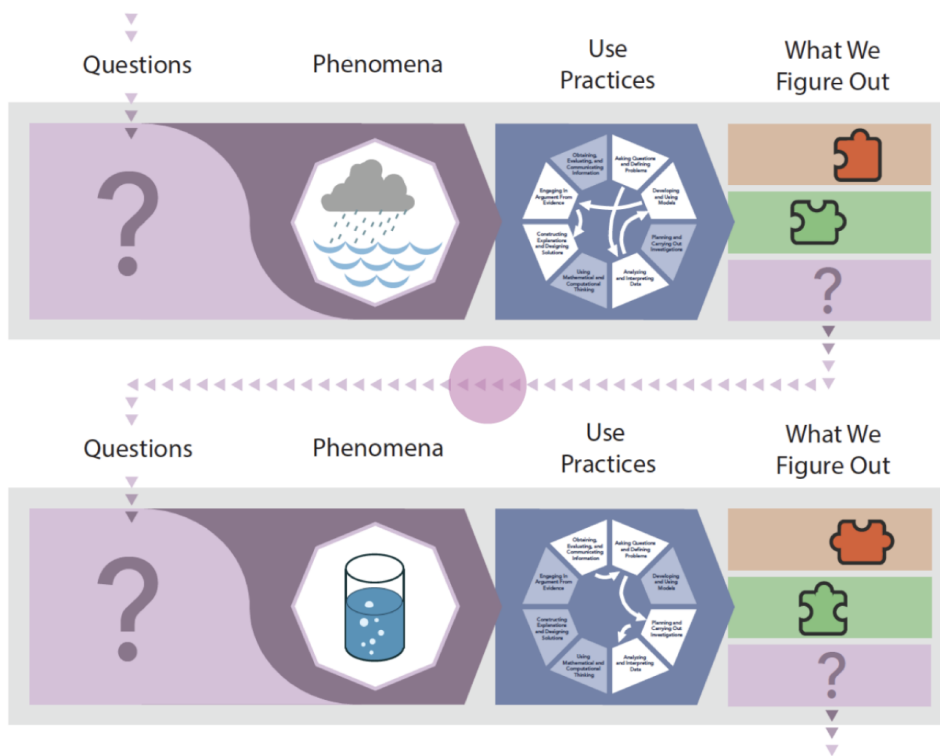 Questions
Phenomena
Use
Practices
What We
Figure Out
?
Obtaining,
Evaluating, and
Communicating
Information
Asking Questions
and Defining
Problems
Engaging In
Argument From
Evidence
Developing
and Using
Models
Constructing
Explanations
and Designing
Solutions
Planning and
Carrying Out
Investigations
Using
Mathematical and
Computational
Thinking
Analyzing
and Interpreting
Data
?
Questions
Phenomena
Use
Practices
What We
Figure Out
?
Obtaining,
Evaluating, and
Communicating
Information
Asking Questions
and Defining
Problems
Engaging In
Argument From
Evidence
Developing
and Using
Models
Constructing
Explanations
and Designing
Solutions
Planning and
Carrying Out
Investigations
Using
Mathematical and
Computational
Thinking
Analyzing
and Interpreting
Data
?